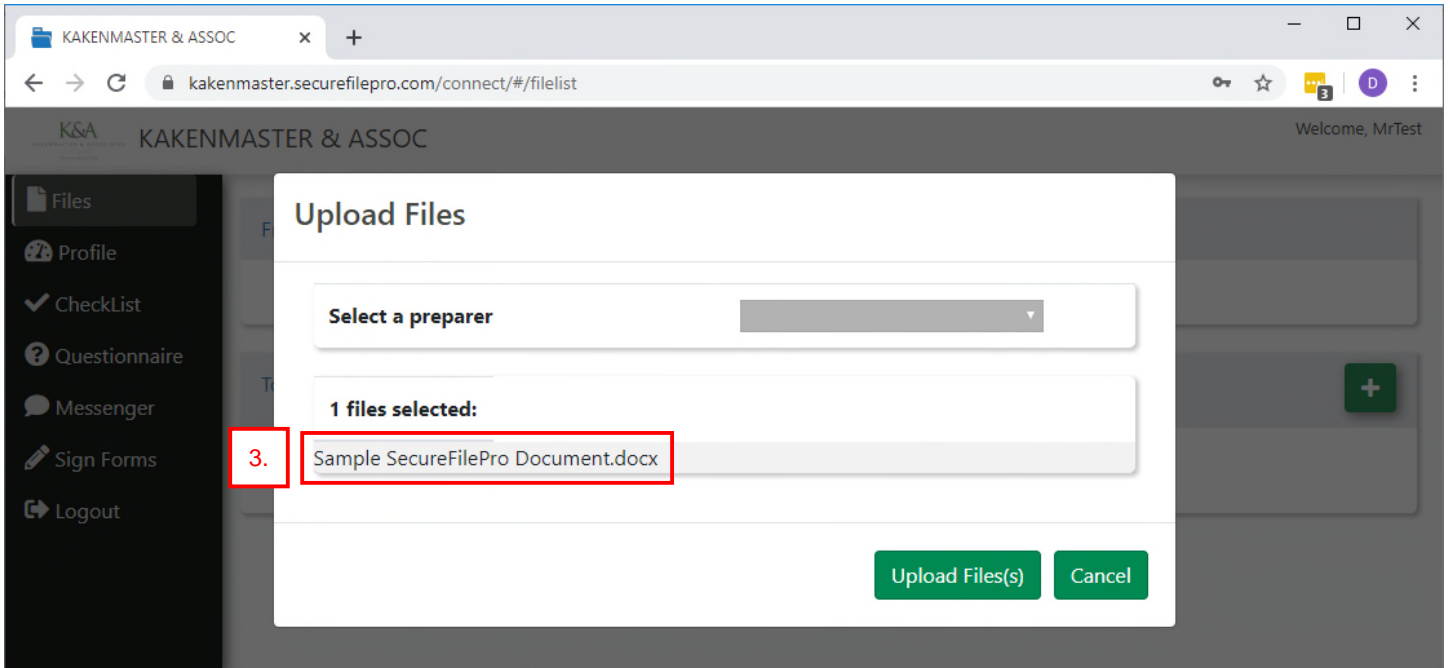 KAKENMASTER & ASSOC
kakenmaster.securefilepro.com/connect/#/filelist
3
D
K&A
KAKENMASTER & ASSOC
Welcome, MrTest
Files
Profile
CheckList
Questionnaire
Messenger
Sign Forms
Logout
Upload Files
Select a preparer
1 files selected:
3.
Sample SecureFilePro Document.docx
Upload Files(s)
Cancel